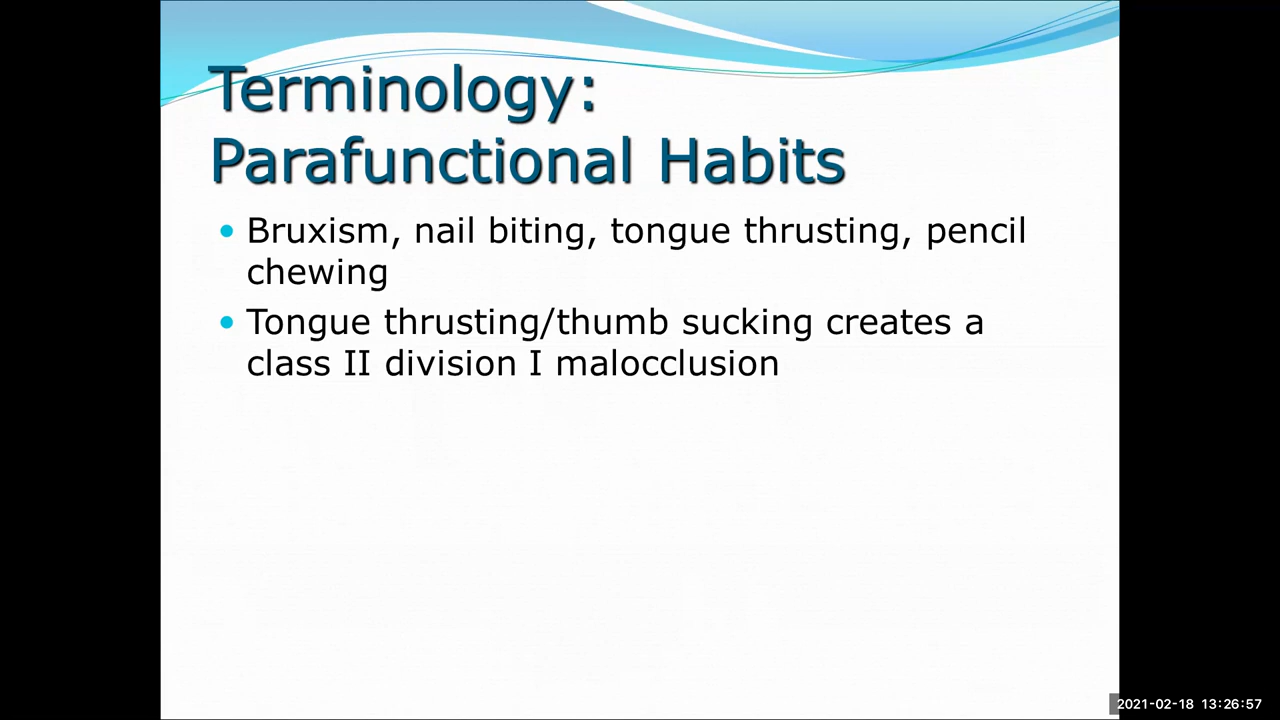 Terminology:
Parafunctional Habits
• Bruxism, nail biting, tongue thrusting, pencil
chewing
• Tongue thrusting/thumb sucking creates a
class II division I malocclusion
2021-02-18 13:26:57